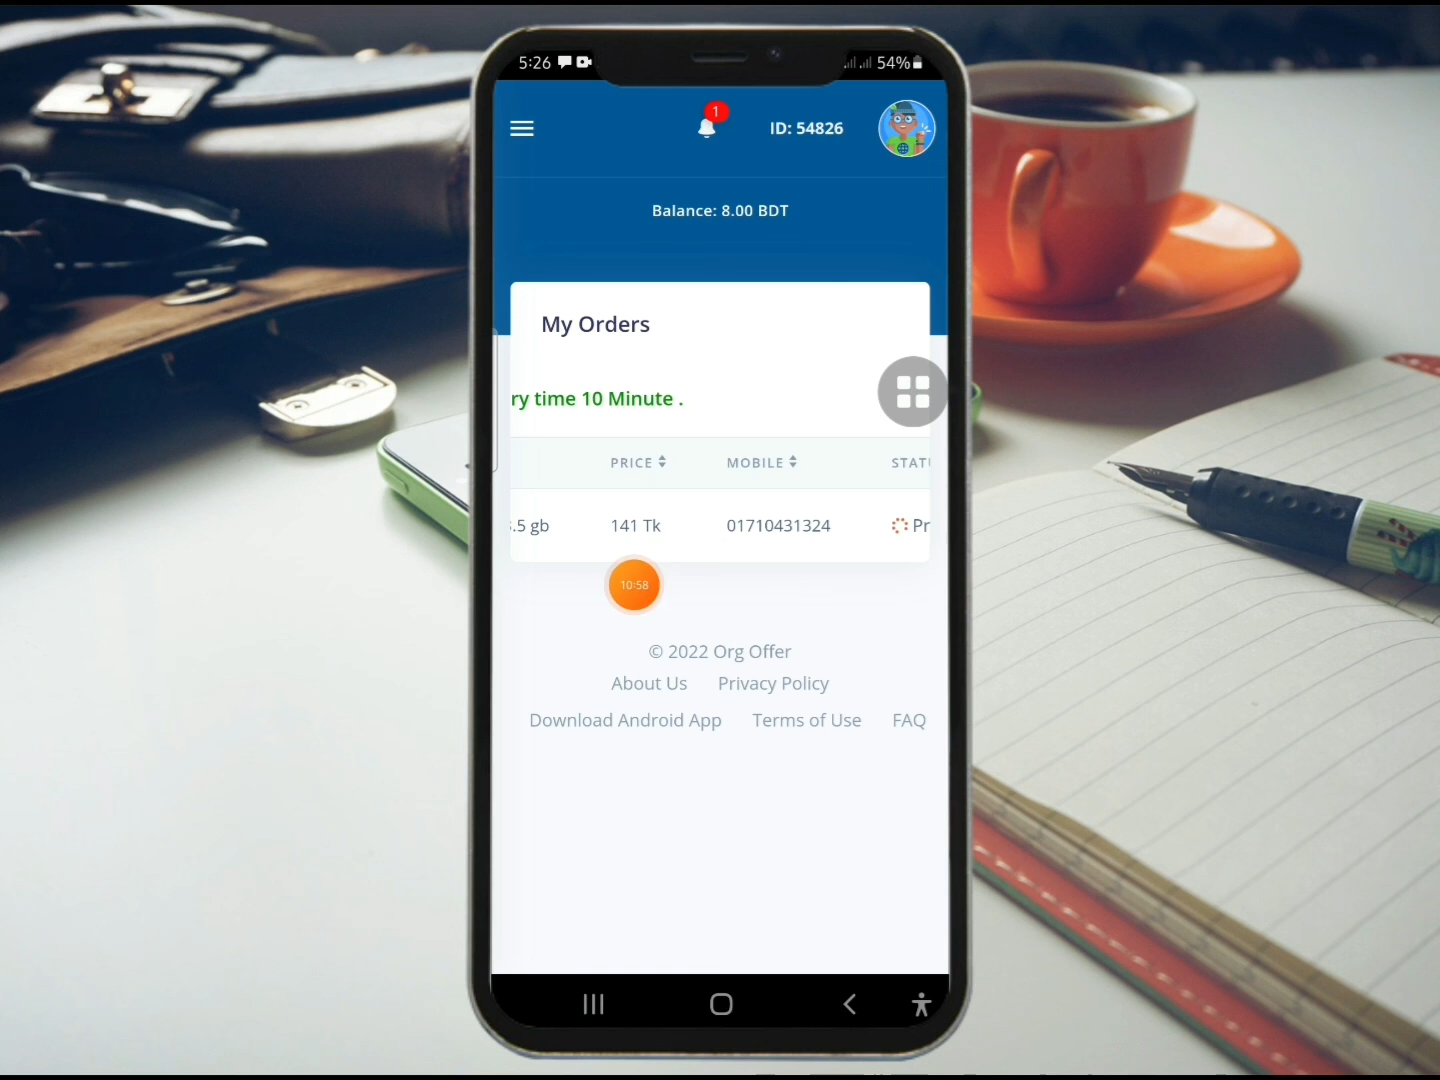 5:26 54%
1
ID: 54826
Balance: 8.00 BDT
My Orders
ry time 10 Minute .
PRICE MOBILE STATU
.5 gb 141 Tk 01710431324 Pr
10:58
© 2022 Org Offer
About Us Privacy Policy
Download Android App Terms of Use FAQ